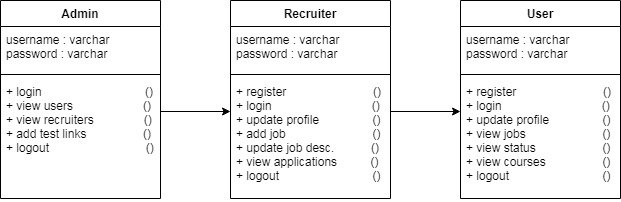 Admin
username : varchar
password : varchar
+ login ()
+ view users ()
+ view recruiters ()
+ add test links ()
+ logout ()
Recruiter
username : varchar
password : varchar
+ register ()
+ login ()
+ update profile ()
+ add job ()
+ update job desc. ()
+ view applications ()
+ logout ()
User
username : varchar
password : varchar
+ register ()
+ login ()
+ update profile ()
+ view jobs ()
+ view status ()
+ view courses ()
+ logout ()